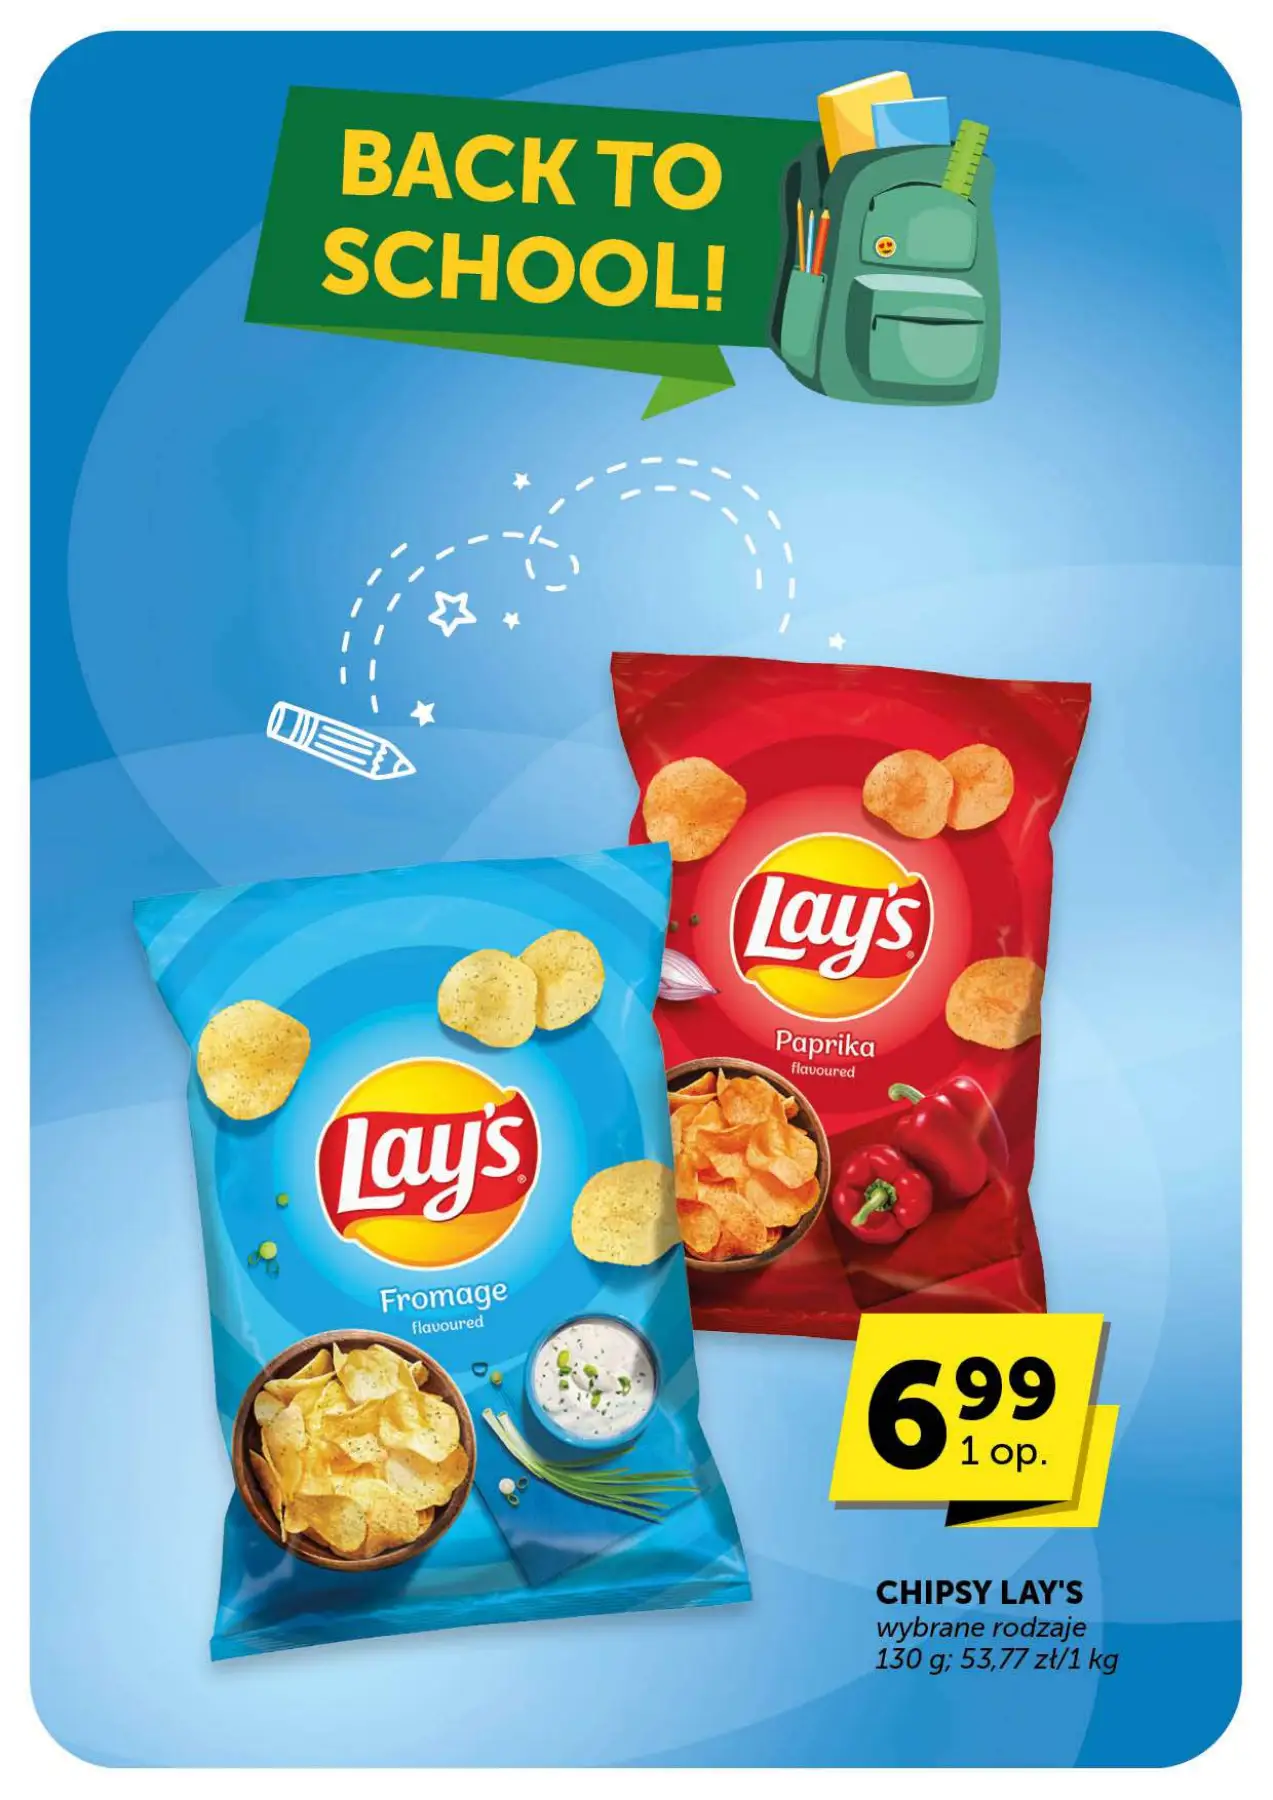 BACK TO
SCHOOL!
Lay's
Paprika
flavoured
Lay's
Fromage
flavoured
6 99
1 op.
CHIPSY LAY'S
wybrane rodzaje
130 g; 53,77 zł/1 kg